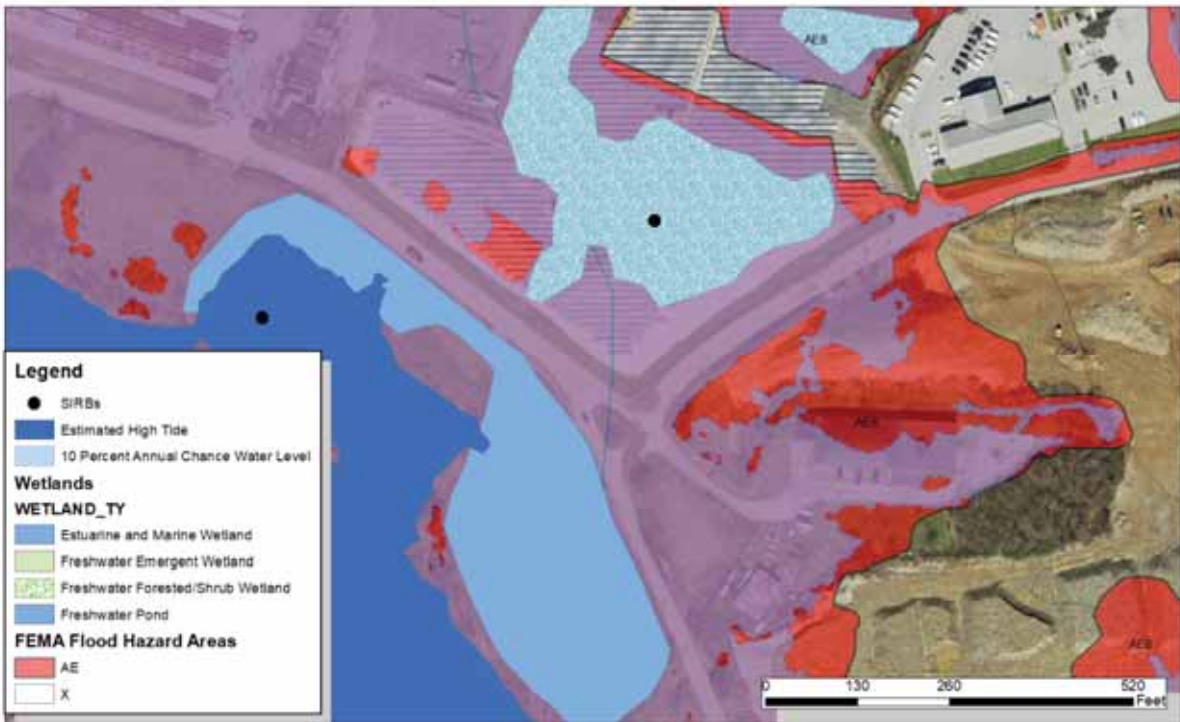 AE8
Legend
SIRBs
Estimated High Tide
10 Percent Annual Chance Water Level
Wetlands
WETLAND_TY
Estuarine and Marine Wetland
Freshwater Emergent Wetland
Freshwater Forested/Shrub Wetland
Freshwater Pond
FEMA Flood Hazard Areas
AE
X
AE8
AE8
0 130 260 520
Feet